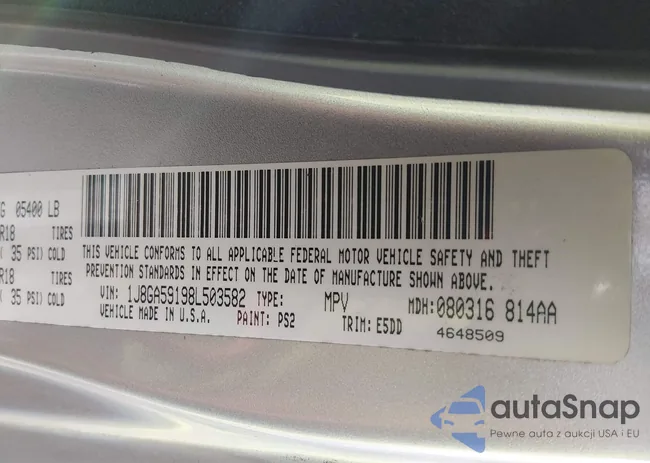 G 05400 LB
R18 TIRES
35 PSI) COLD
R18 TIRES
35 PSI) COLD
THIS VEHICLE CONFORMS TO ALL APPLICABLE FEDERAL MOTOR VEHICLE SAFETY AND THEFT
PREVENTION STANDARDS IN EFFECT ON THE DATE OF MANUFACTURE SHOWN ABOVE.
VIN: 1J8GA59198L503582 TYPE: MPV MDH: 080316 814AA
VEHICLE MADE IN U.S.A. PAINT: PS2 TRIM: E5DD 4648509
autaSnap
Pewne auta z aukcji USA i EU